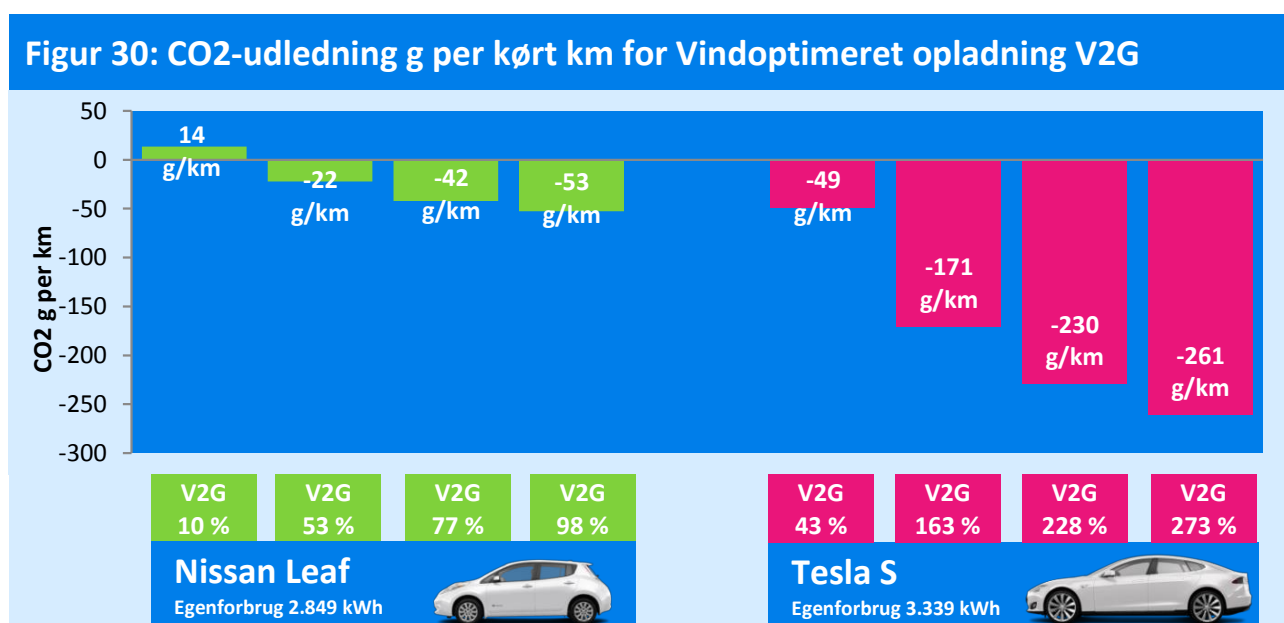 Figur 30: CO2-udledning g per kørt km for Vindoptimeret opladning V2G
CO2 g per km
50
0
-50
-100
-150
-200
-250
-300
14
g/km
-22
g/km
-42
g/km
-53
g/km
-49
g/km
-171
g/km
-230
g/km
-261
g/km
V2G
10 %
V2G
53 %
V2G
77 %
V2G
98 %
V2G
43 %
V2G
163 %
V2G
228 %
V2G
273 %
Nissan Leaf
Egenforbrug 2.849 kWh
Tesla S
Egenforbrug 3.339 kWh